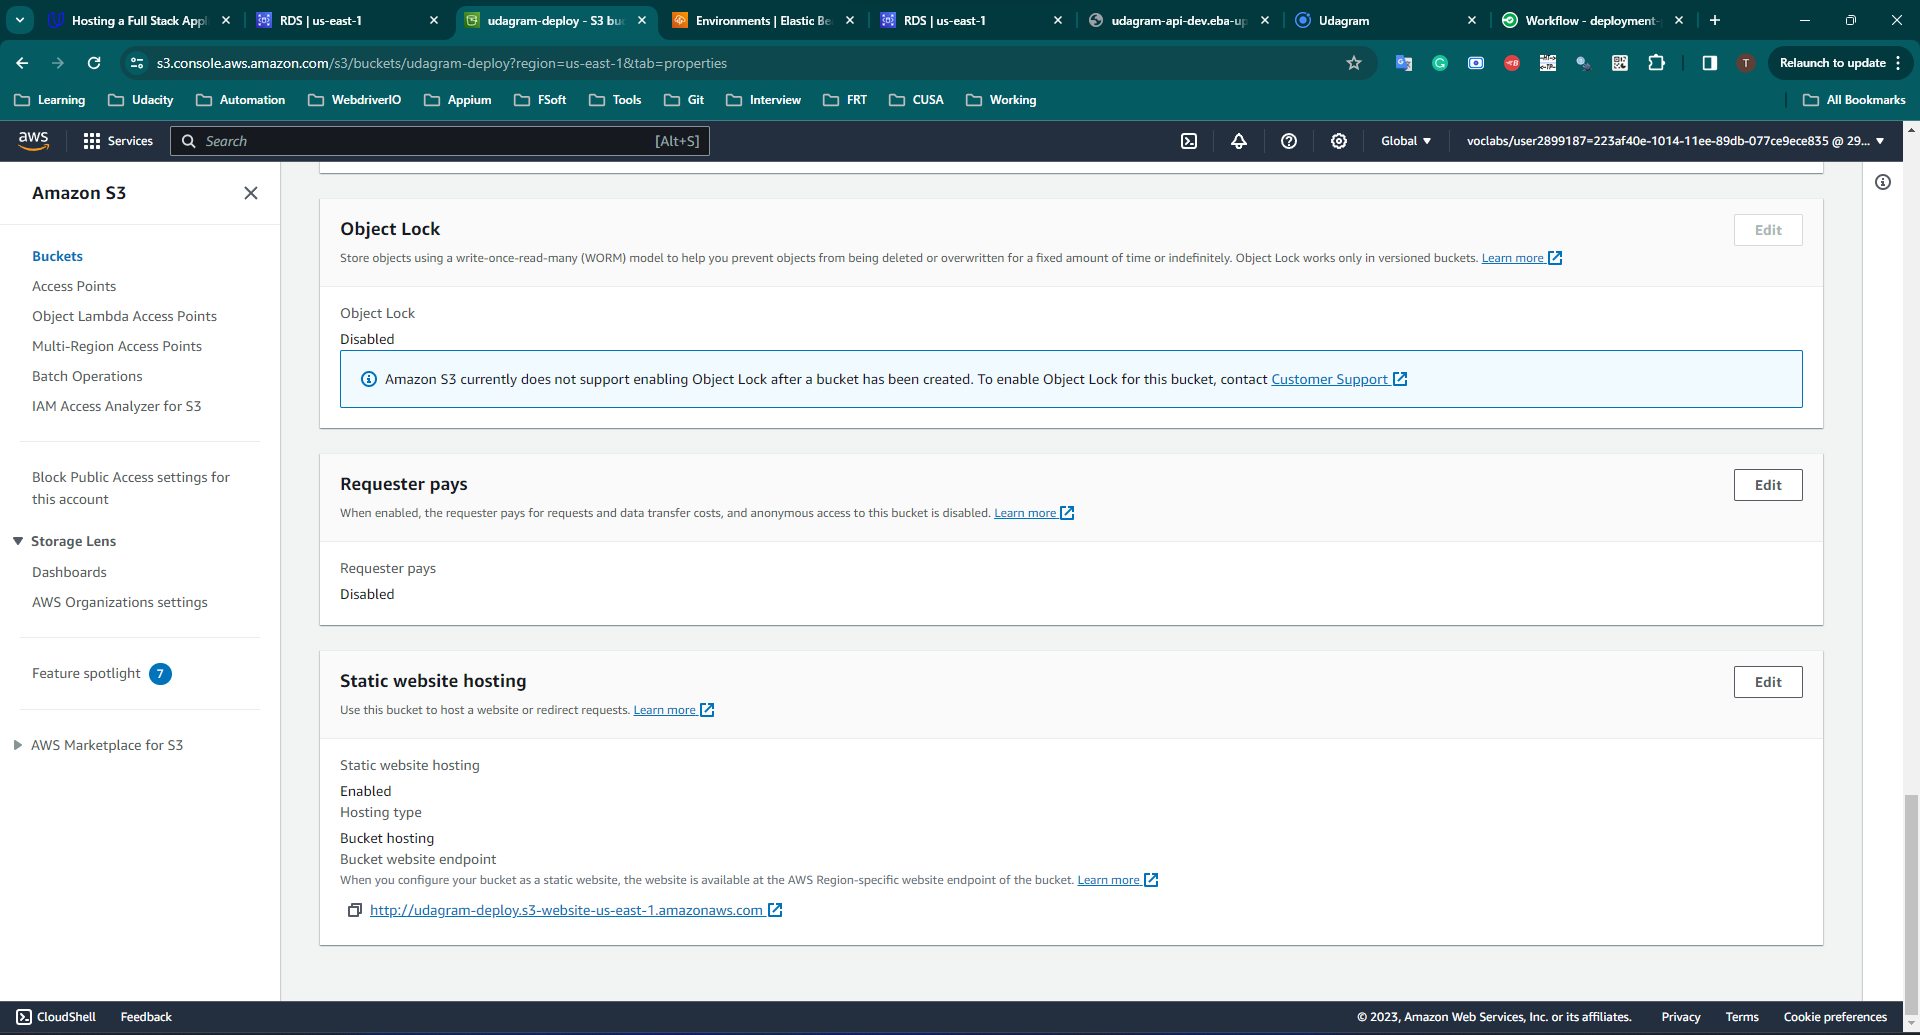 Hosting a Full Stack Appl
RDS | us-east-1
udagram-deploy - S3 buc
Environments | Elastic Be
RDS | us-east-1
udagram-api-dev.eba-up
Udagram
Workflow - deployment-
s3.console.aws.amazon.com/s3/buckets/udagram-deploy?region=us-east-1&tab=properties
T
Relaunch to update
Learning
Udacity
Automation
WebdriverIO
Appium
FSoft
Tools
Git
Interview
FRT
CUSA
Working
All Bookmarks
aws
Services
Search
[Alt+S]
Global
voclabs/user2899187=223af40e-1014-11ee-89db-077ce9ece835 @ 29...
Amazon S3
Buckets
Access Points
Object Lambda Access Points
Multi-Region Access Points
Batch Operations
IAM Access Analyzer for S3
Block Public Access settings for
this account
Storage Lens
Dashboards
AWS Organizations settings
Feature spotlight 7
AWS Marketplace for S3
Object Lock
Edit
Store objects using a write-once-read-many (WORM) model to help you prevent objects from being deleted or overwritten for a fixed amount of time or indefinitely. Object Lock works only in versioned buckets. Learn more
Object Lock
Disabled
Amazon S3 currently does not support enabling Object Lock after a bucket has been created. To enable Object Lock for this bucket, contact Customer Support
Requester pays
Edit
When enabled, the requester pays for requests and data transfer costs, and anonymous access to this bucket is disabled. Learn more
Requester pays
Disabled
Static website hosting
Edit
Use this bucket to host a website or redirect requests. Learn more
Static website hosting
Enabled
Hosting type
Bucket hosting
Bucket website endpoint
When you configure your bucket as a static website, the website is available at the AWS Region-specific website endpoint of the bucket. Learn more
http://udagram-deploy.s3-website-us-east-1.amazonaws.com
CloudShell
Feedback
© 2023, Amazon Web Services, Inc. or its affiliates.
Privacy
Terms
Cookie preferences